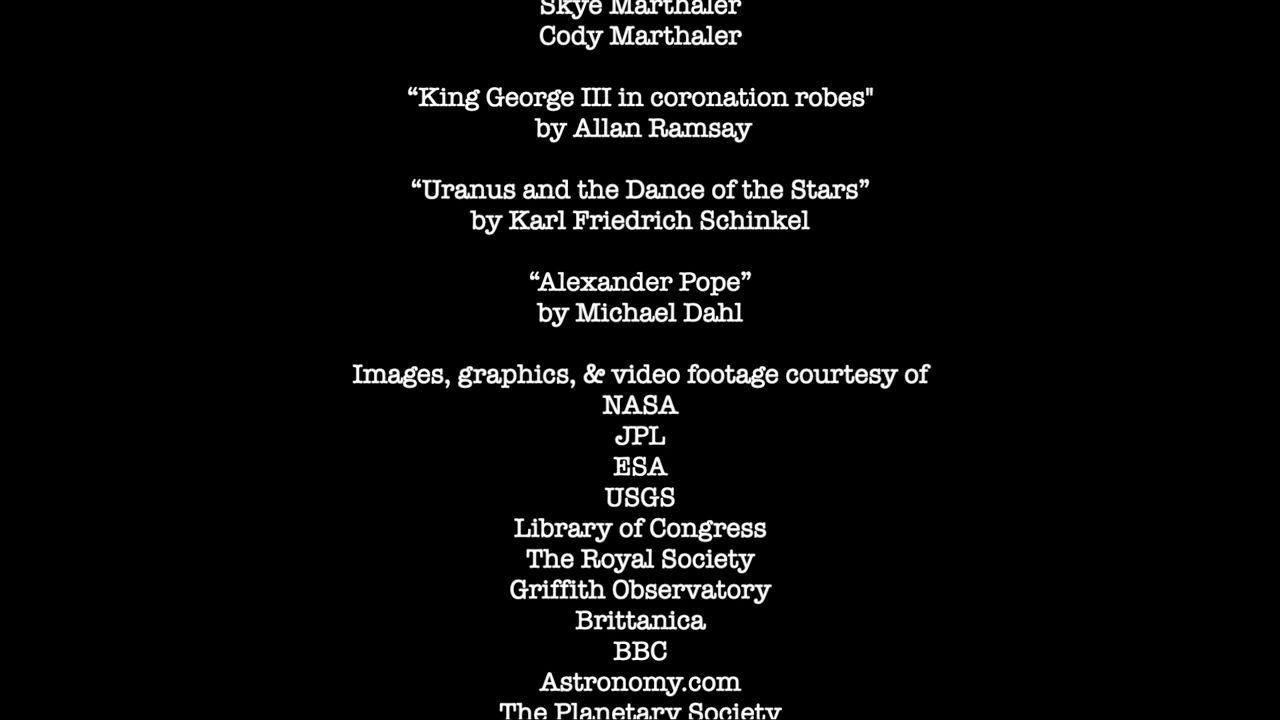 Skye Marthaler
Cody Marthaler
“King George III in coronation robes"
by Allan Ramsay
“Uranus and the Dance of the Stars”
by Karl Friedrich Schinkel
“Alexander Pope”
by Michael Dahl
Images, graphics, & video footage courtesy of
NASA
JPL
ESA
USGS
Library of Congress
The Royal Society
Griffith Observatory
Brittanica
BBC
Astronomy.com
The Planetary Society